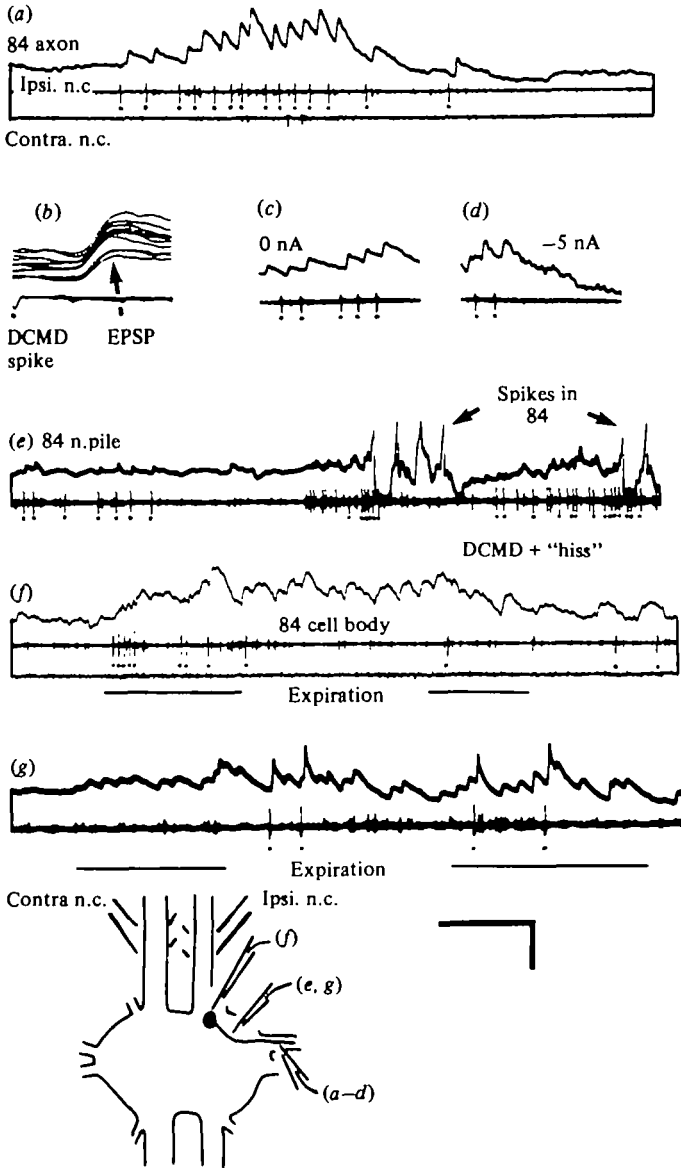 (a)
84 axon
Ipsi. n.c.
Contra. n.c.
(b)
(c)
(d)
0 nA
−5 nA
DCMD
spike
EPSP
Spikes in
84
(e) 84 n.pile
DCMD + "hiss"
(f)
84 cell body
Expiration
(g)
Expiration
Contra n.c.
Ipsi. n.c.
(f)
(e, g)
(a–d)